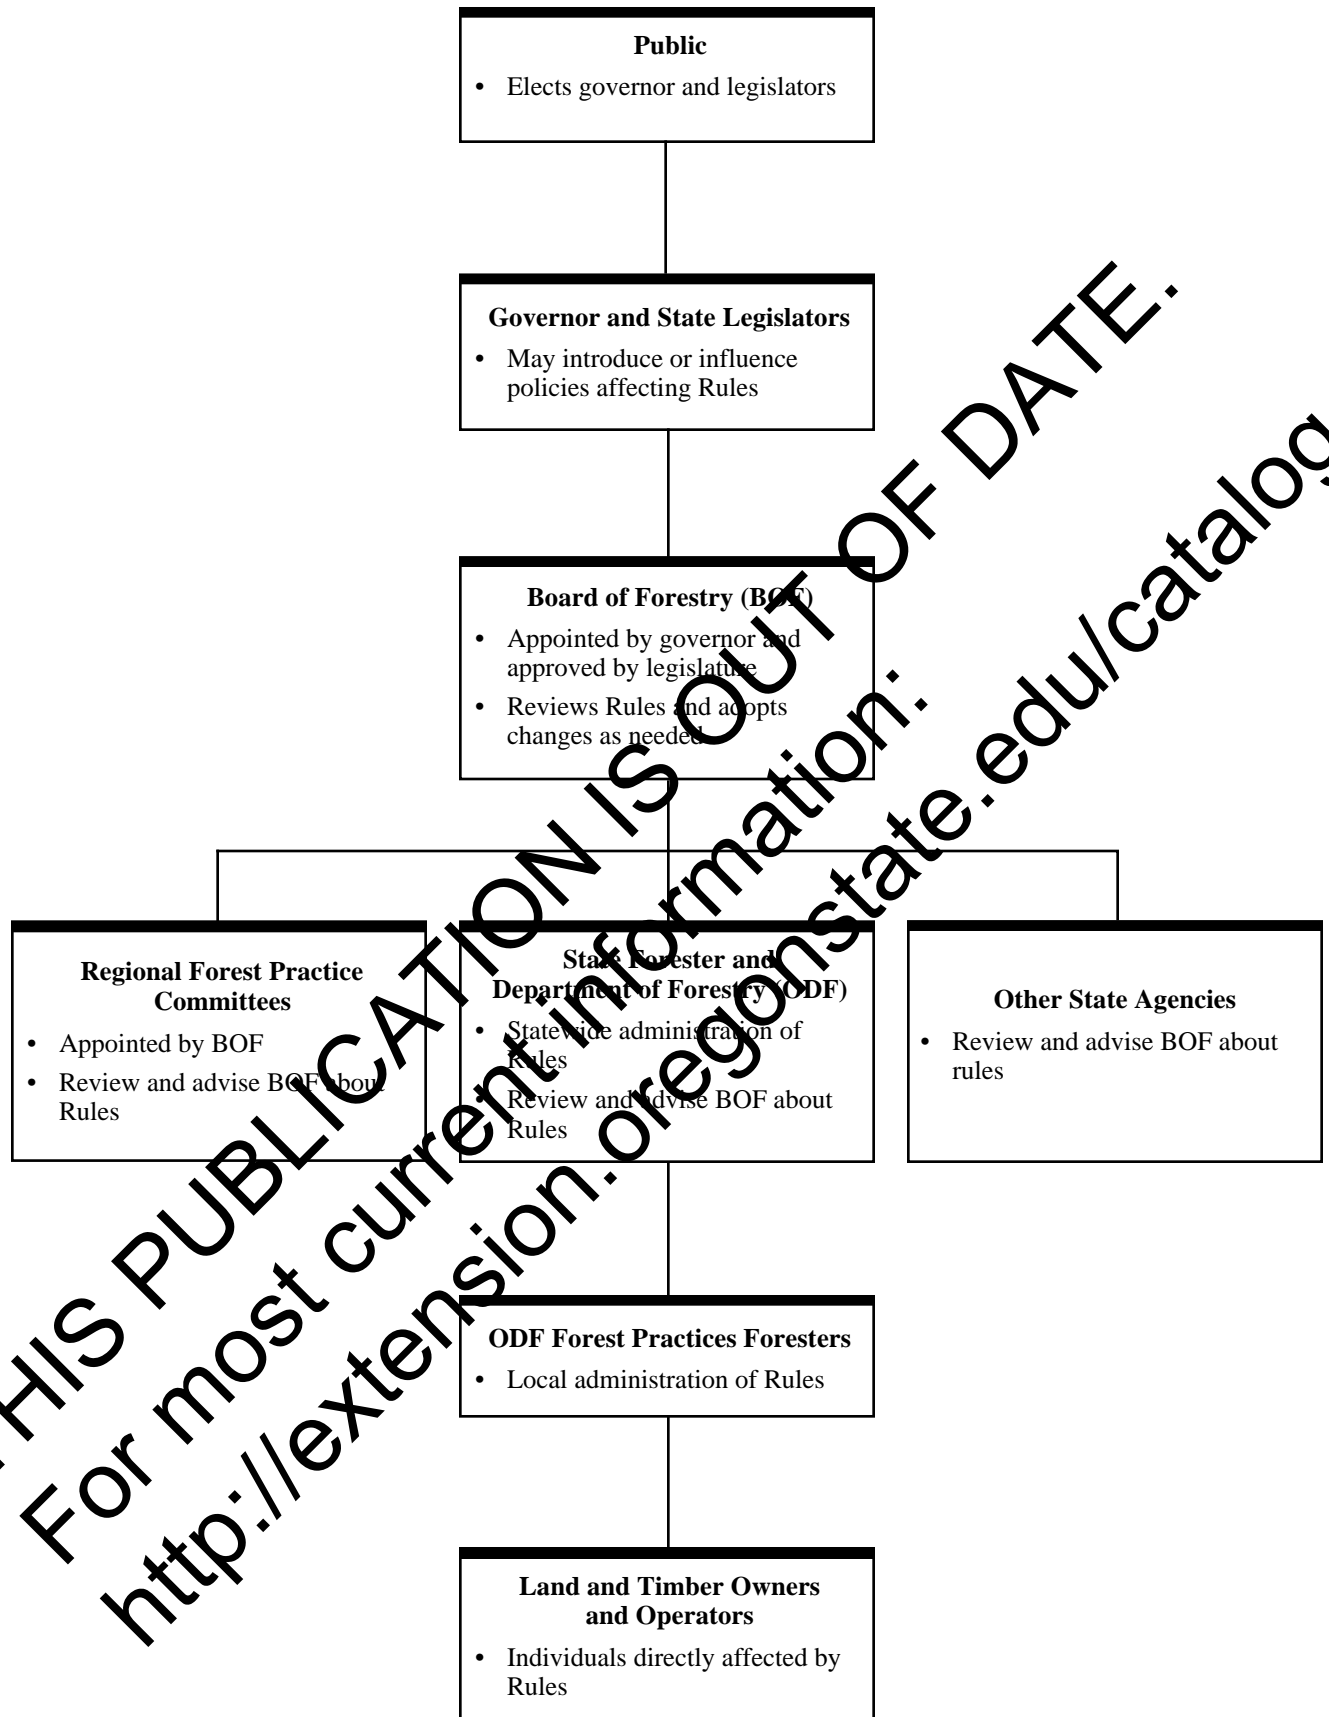 Public
• Elects governor and legislators
Governor and State Legislators
• May introduce or influence
policies affecting Rules
Board of Forestry (BOF)
• Appointed by governor and
approved by legislature
• Reviews Rules and adopts
changes as needed
Regional Forest Practice
Committees
• Appointed by BOF
• Review and advise BOF about
Rules
State Forester and
Department of Forestry (ODF)
• Statewide administration of
Rules
• Review and advise BOF about
Rules
Other State Agencies
• Review and advise BOF about
rules
ODF Forest Practices Foresters
• Local administration of Rules
Land and Timber Owners
and Operators
• Individuals directly affected by
Rules
THIS PUBLICATION IS OUT OF DATE.
For most current information:
http://extension.oregonstate.edu/catalog